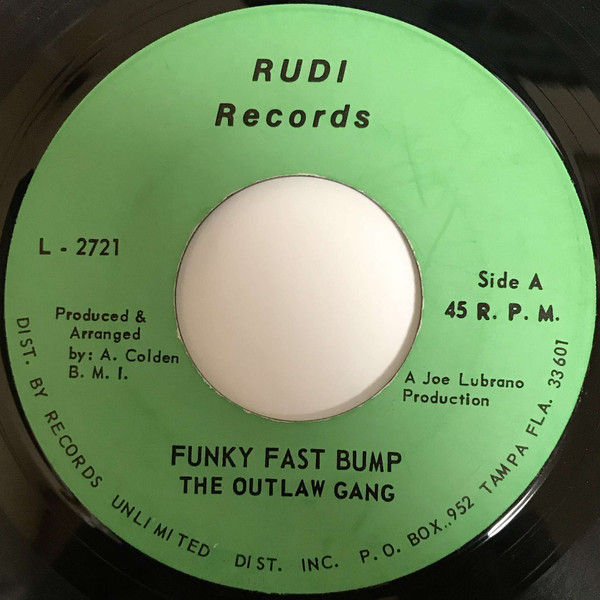 RUDI
Records
L - 2721
Side A
45 R. P. M.
Produced &
Arranged
by: A. Colden
B. M. I.
A Joe Lubrano
Production
FUNKY FAST BUMP
THE OUTLAW GANG
DIST. BY RECORDS UNLIMITED DIST. INC. P. O. BOX..952 TAMPA FLA. 33601